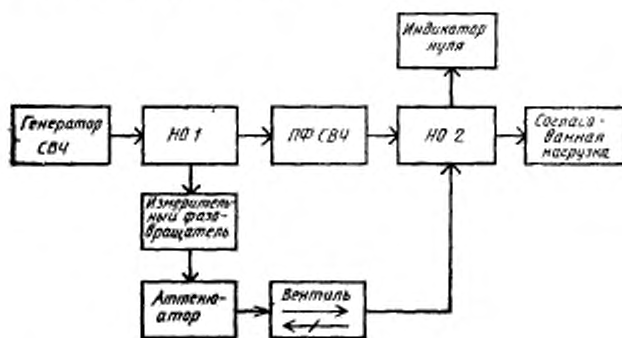 Индикатор
нуля
Генератор
СВЧ
НО 1
ПФ СВЧ
НО 2
Согласо-
ванная
нагрузка
Измеритель-
ный фазо-
вращатель
Аттеню-
атор
Вентиль